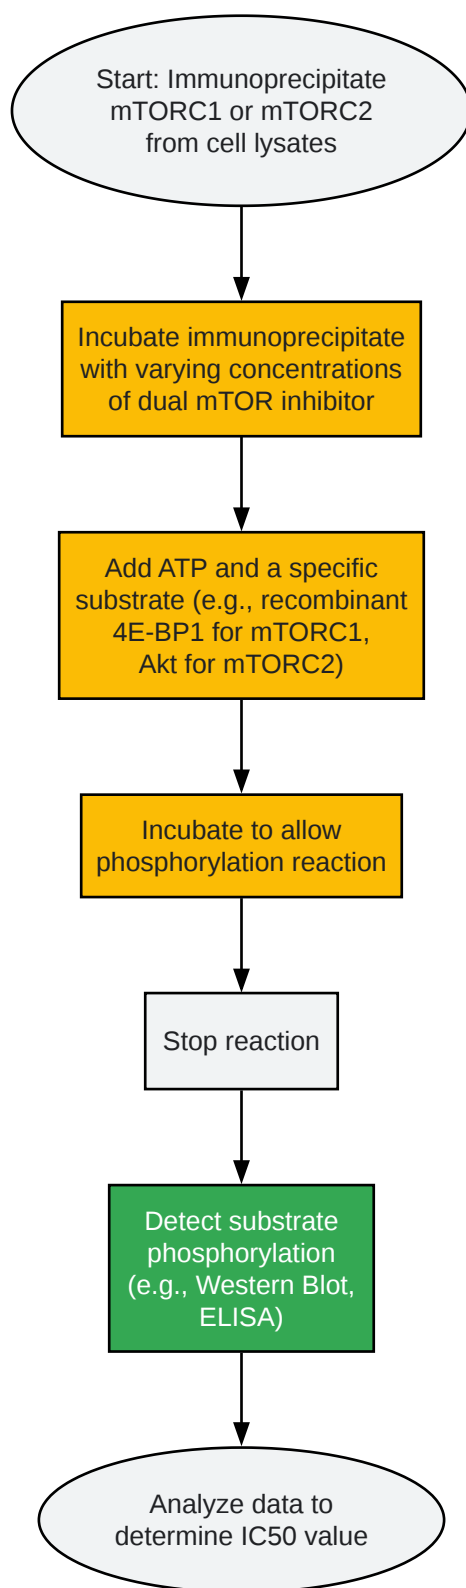 Start: Immunoprecipitate
mTORC1 or mTORC2
from cell lysates
Incubate immunoprecipitate
with varying concentrations
of dual mTOR inhibitor
Add ATP and a specific
substrate (e.g., recombinant
4E-BP1 for mTORC1,
Akt for mTORC2)
Incubate to allow
phosphorylation reaction
Stop reaction
Detect substrate
phosphorylation
(e.g., Western Blot,
ELISA)
Analyze data to
determine IC50 value